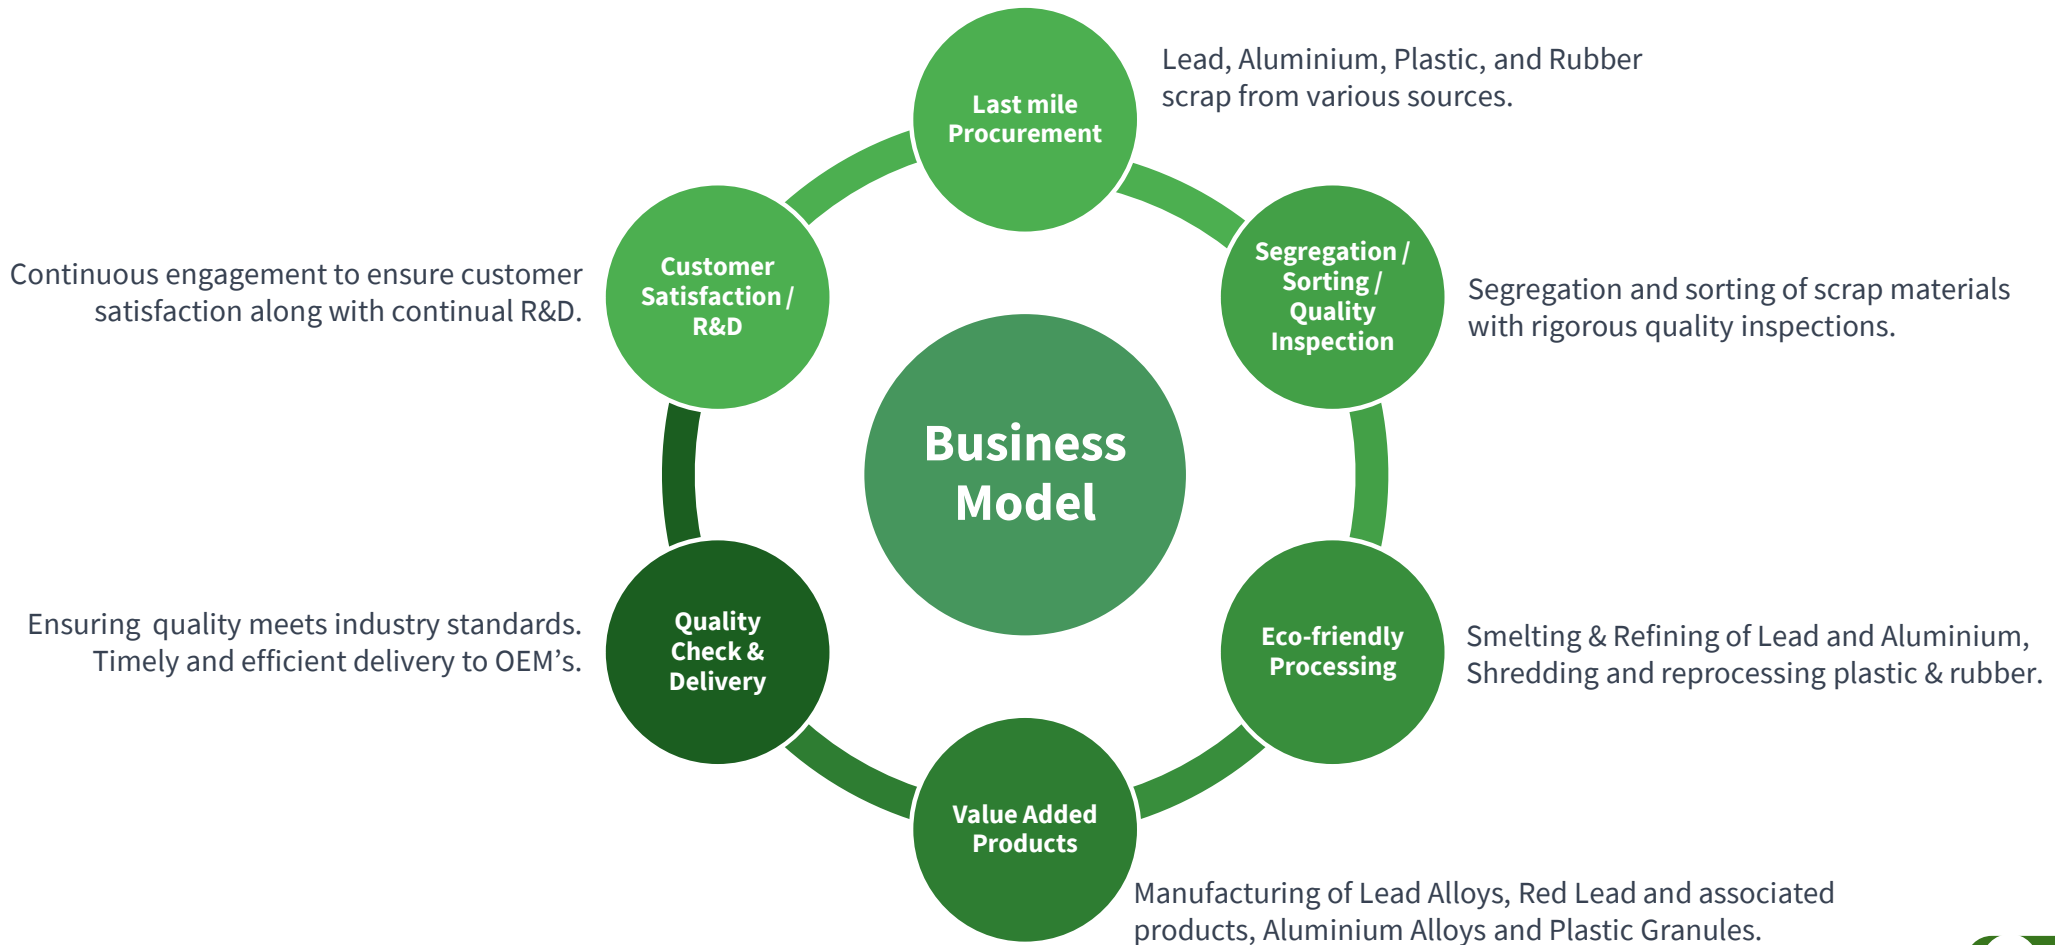 Last mile
Procurement
Lead, Aluminium, Plastic, and Rubber
scrap from various sources.
Segregation /
Sorting /
Quality
Inspection
Segregation and sorting of scrap materials
with rigorous quality inspections.
Eco-friendly
Processing
Smelting & Refining of Lead and Aluminium,
Shredding and reprocessing plastic & rubber.
Value Added
Products
Manufacturing of Lead Alloys, Red Lead and associated
products, Aluminium Alloys and Plastic Granules.
Quality
Check &
Delivery
Ensuring  quality meets industry standards.
Timely and efficient delivery to OEM’s.
Customer
Satisfaction /
R&D
Continuous engagement to ensure customer
satisfaction along with continual R&D.
Business
Model